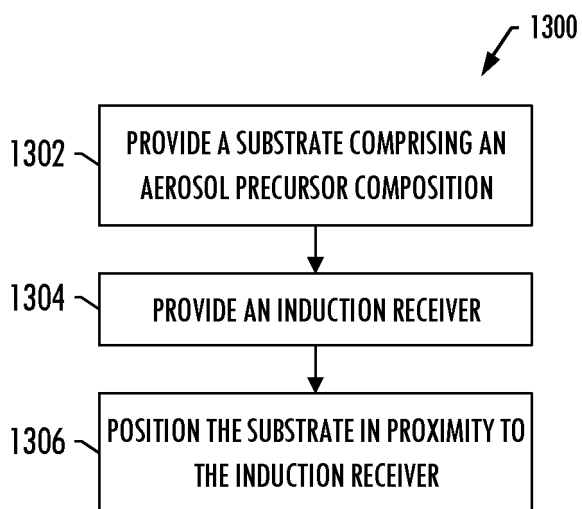 1300
1302
PROVIDE A SUBSTRATE COMPRISING AN
AEROSOL PRECURSOR COMPOSITION
1304
PROVIDE AN INDUCTION RECEIVER
1306
POSITION THE SUBSTRATE IN PROXIMITY TO
THE INDUCTION RECEIVER